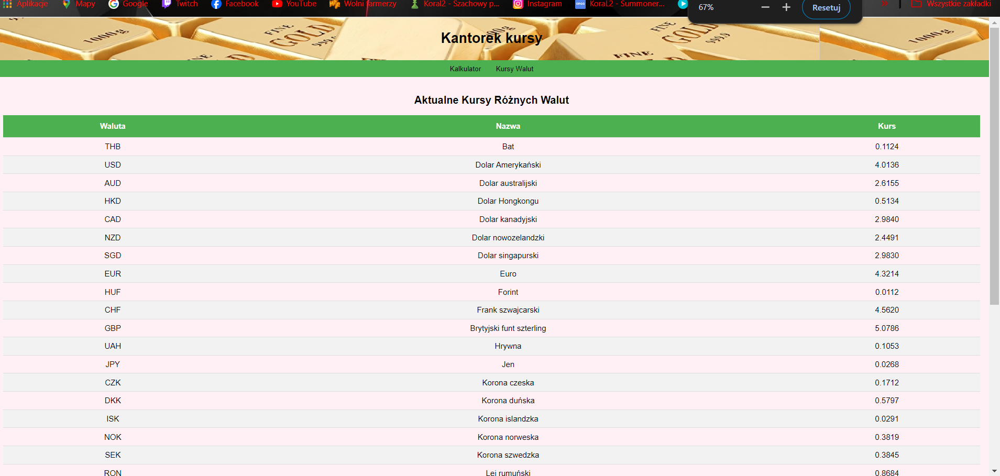 Aplikacje Mapy Google Twitch Facebook YouTube Wolni farmerzy Koral2 - Szachowy p... Instagram KoraL2 - Summoner... 67% Resetuj Wszystkie zakładki
1000g FINE GOLD 999,9 FINE FINE GOLD 999,9 1000g
Kantorek kursy
Kalkulator Kursy Walut
Aktualne Kursy Różnych Walut
Waluta Nazwa Kurs
THB Bat 0.1124
USD Dolar Amerykański 4.0136
AUD Dolar australijski 2.6155
HKD Dolar Hongkongu 0.5134
CAD Dolar kanadyjski 2.9840
NZD Dolar nowozelandzki 2.4491
SGD Dolar singapurski 2.9830
EUR Euro 4.3214
HUF Forint 0.0112
CHF Frank szwajcarski 4.5620
GBP Brytyjski funt szterling 5.0786
UAH Hrywna 0.1053
JPY Jen 0.0268
CZK Korona czeska 0.1712
DKK Korona duńska 0.5797
ISK Korona islandzka 0.0291
NOK Korona norweska 0.3819
SEK Korona szwedzka 0.3845
RON Lej rumuński 0.8684